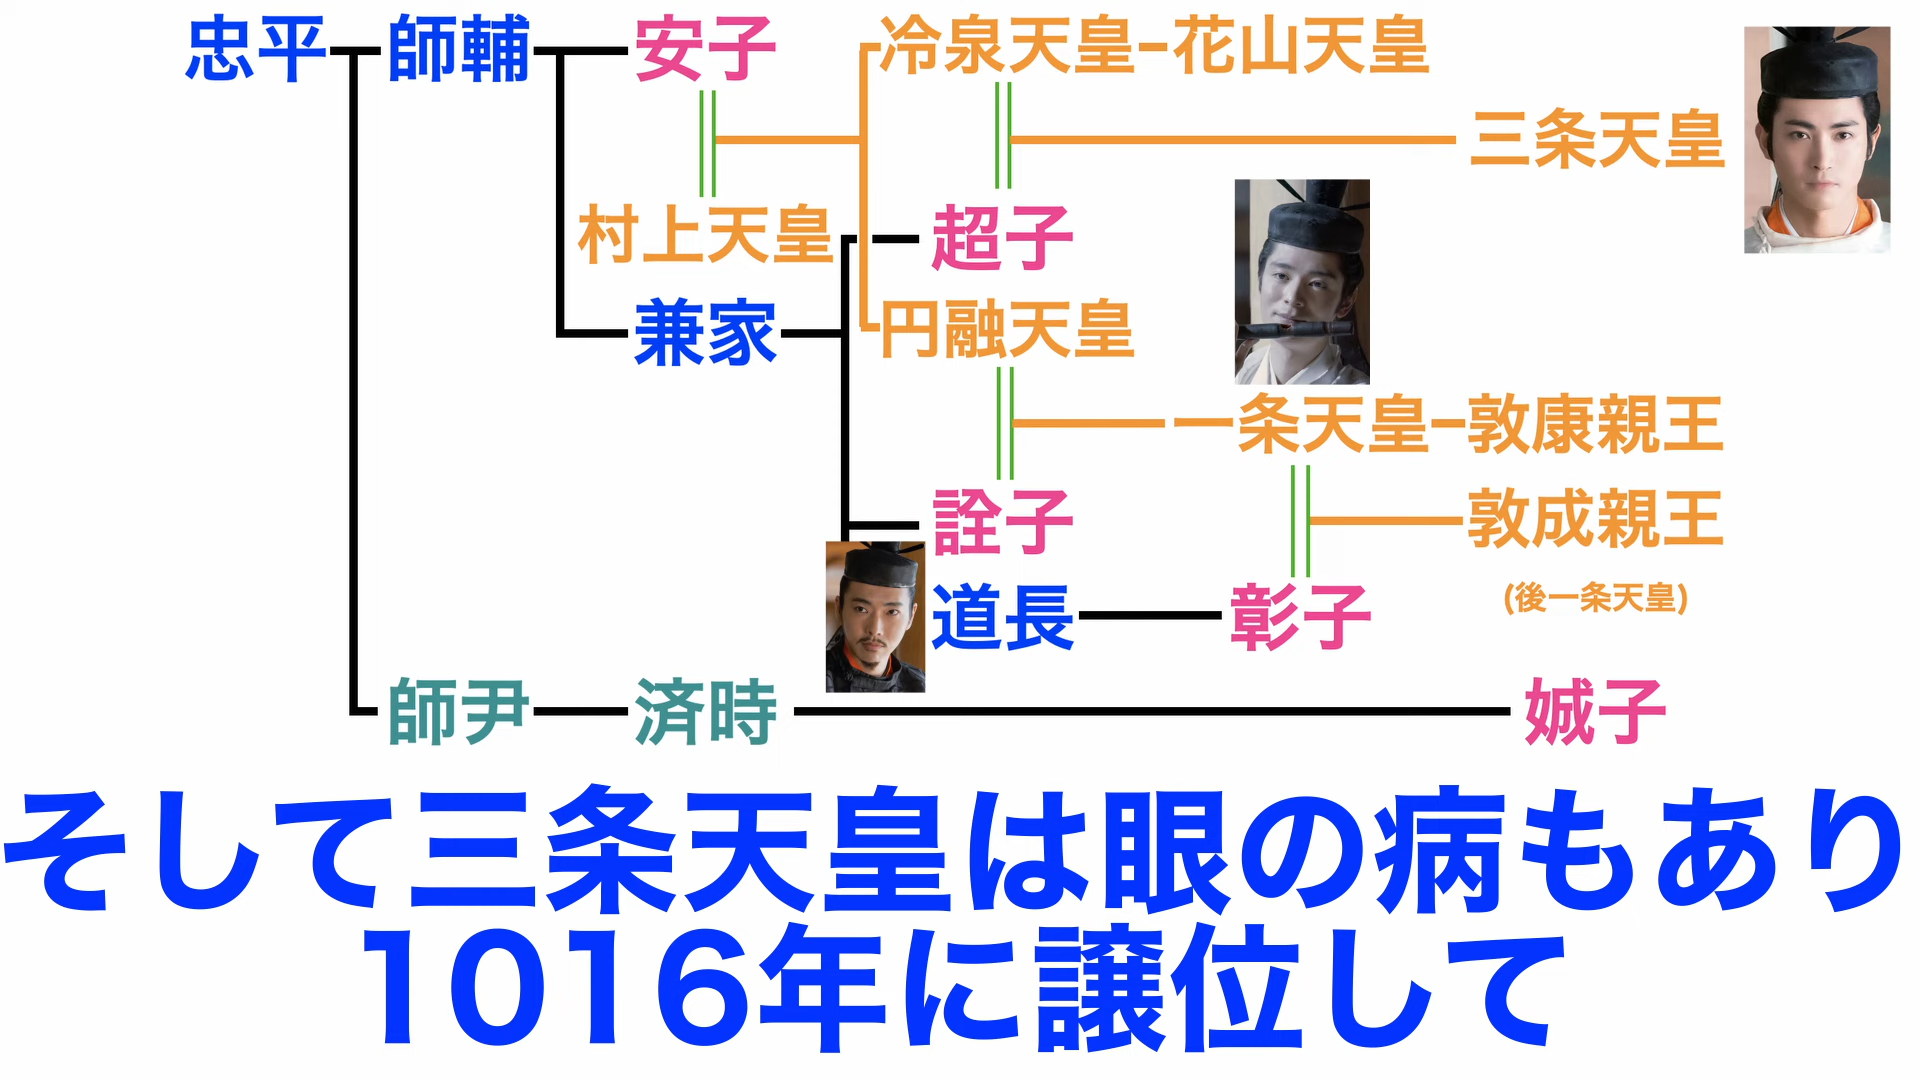 忠平 師輔 安子 冷泉天皇 花山天皇
三条天皇
村上天皇 超子
兼家 円融天皇
一条天皇 敦康親王
詮子 敦成親王
道長 彰子 (後一条天皇)
師尹 済時 娍子
そして三条天皇は眼の病もあり
1016年に譲位して